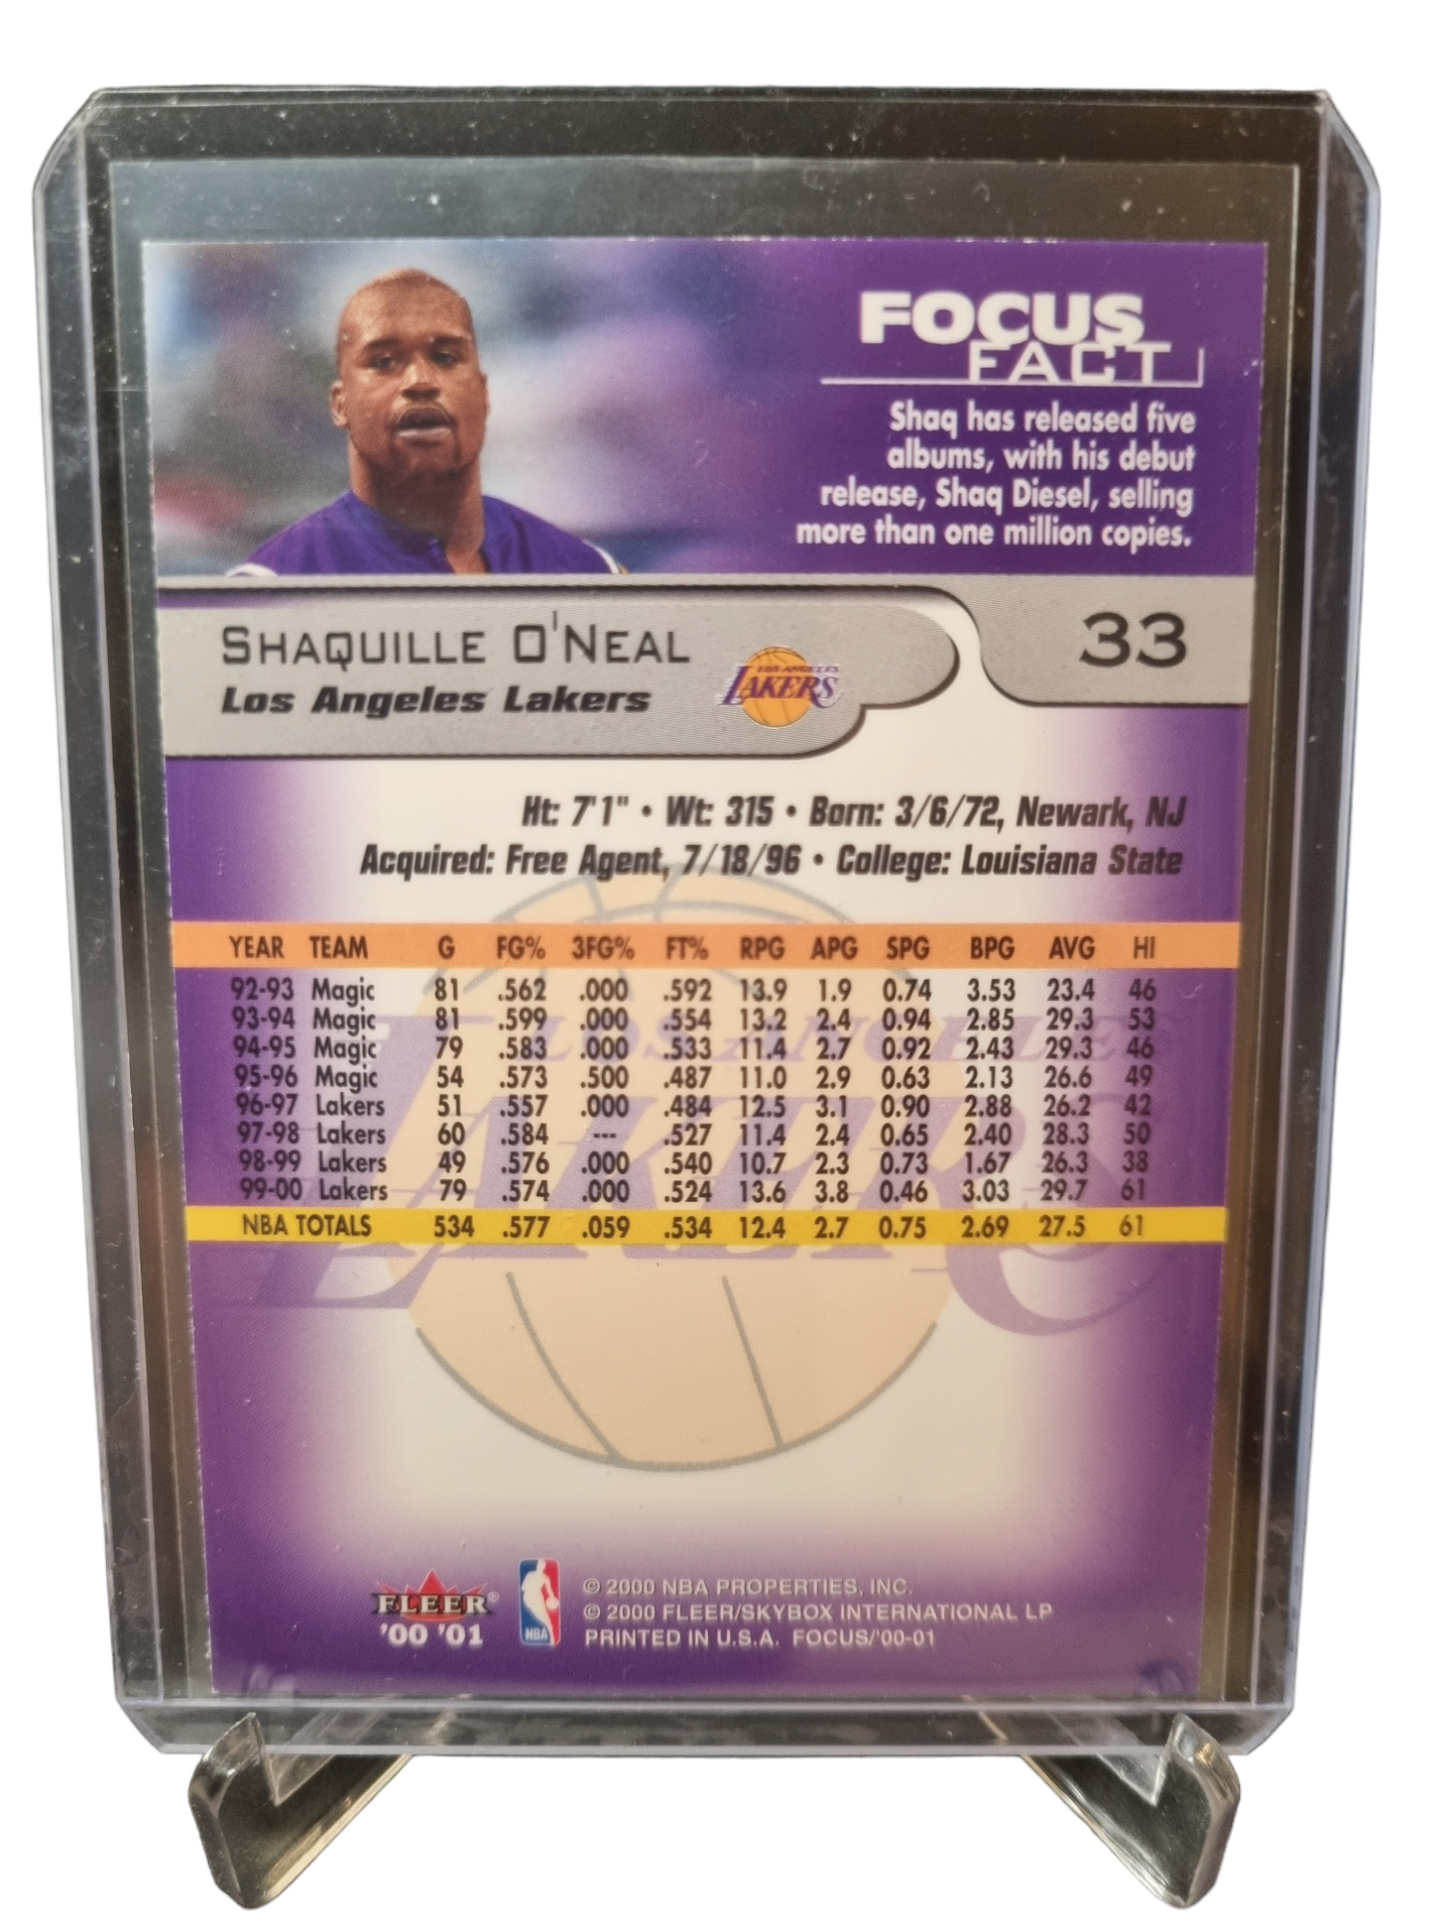 FOCUS
FACT
Shaq has released five
albums, with his debut
release, Shaq Diesel, selling
more than one million copies.
SHAQUILLE O'NEAL
33
Los Angeles Lakers
LOS ANGELES
LAKERS
Ht: 7'1" • Wt: 315 • Born: 3/6/72, Newark, NJ
Acquired: Free Agent, 7/18/96 • College: Louisiana State
YEAR TEAM G FG% 3FG% FT% RPG APG SPG BPG AVG HI
92-93 Magic 81 .562 .000 .592 13.9 1.9 0.74 3.53 23.4 46
93-94 Magic 81 .599 .000 .554 13.2 2.4 0.94 2.85 29.3 53
94-95 Magic 79 .583 .000 .533 11.4 2.7 0.92 2.43 29.3 46
95-96 Magic 54 .573 .500 .487 11.0 2.9 0.63 2.13 26.6 49
96-97 Lakers 51 .557 .000 .484 12.5 3.1 0.90 2.88 26.2 42
97-98 Lakers 60 .584 --- .527 11.4 2.4 0.65 2.40 28.3 50
98-99 Lakers 49 .576 .000 .540 10.7 2.3 0.73 1.67 26.3 38
99-00 Lakers 79 .574 .000 .524 13.6 3.8 0.46 3.03 29.7 61
NBA TOTALS 534 .577 .059 .534 12.4 2.7 0.75 2.69 27.5 61
LOS ANGELES
LAKERS
FLEER®
'00 '01
NBA
© 2000 NBA PROPERTIES, INC.
© 2000 FLEER/SKYBOX INTERNATIONAL LP
PRINTED IN U.S.A. FOCUS/'00-01